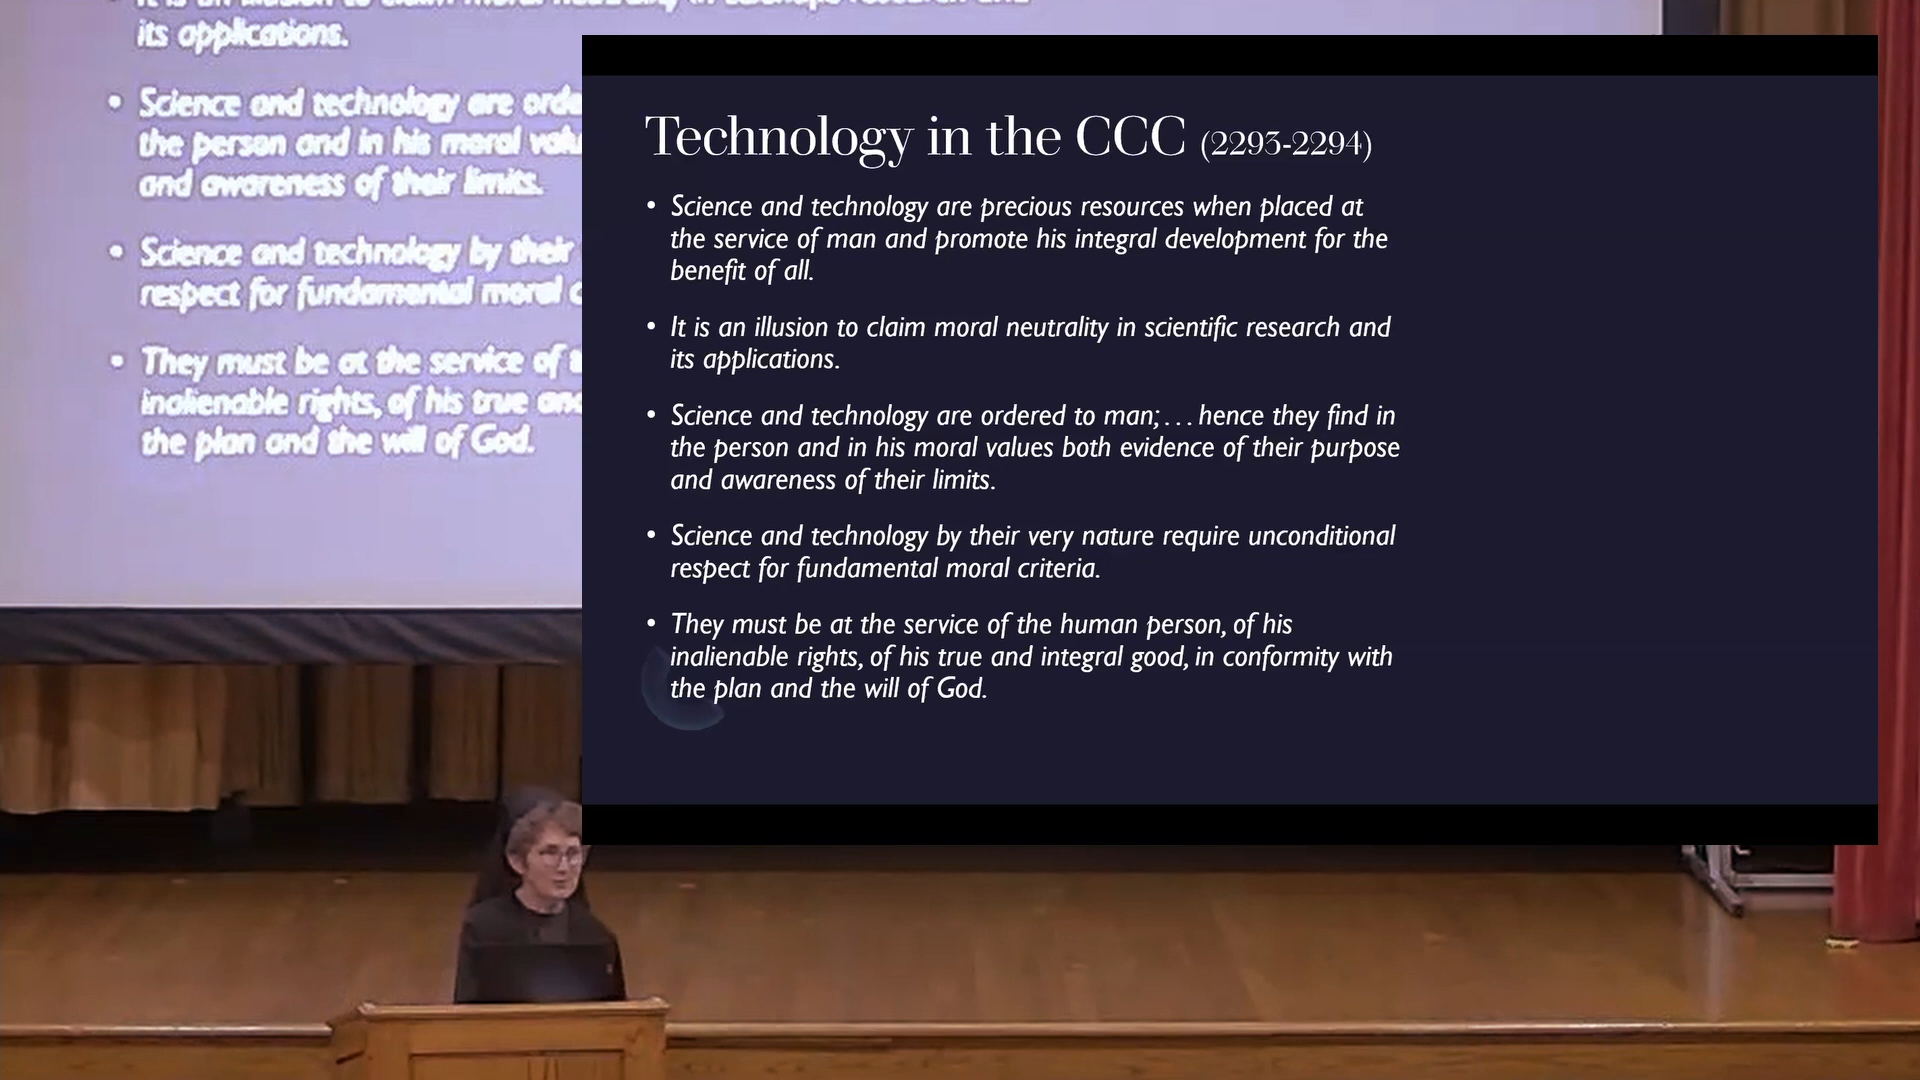 its applications.
• Science and technology are orde
the person and in his moral valu
and awareness of their limits.
• Science and technology by their
respect for fundamental moral c
• They must be at the service of t
inalienable rights, of his true and
the plan and the will of God.
Technology in the CCC (2293-2294)
• Science and technology are precious resources when placed at
the service of man and promote his integral development for the
benefit of all.
• It is an illusion to claim moral neutrality in scientific research and
its applications.
• Science and technology are ordered to man; . . . hence they find in
the person and in his moral values both evidence of their purpose
and awareness of their limits.
• Science and technology by their very nature require unconditional
respect for fundamental moral criteria.
• They must be at the service of the human person, of his
inalienable rights, of his true and integral good, in conformity with
the plan and the will of God.